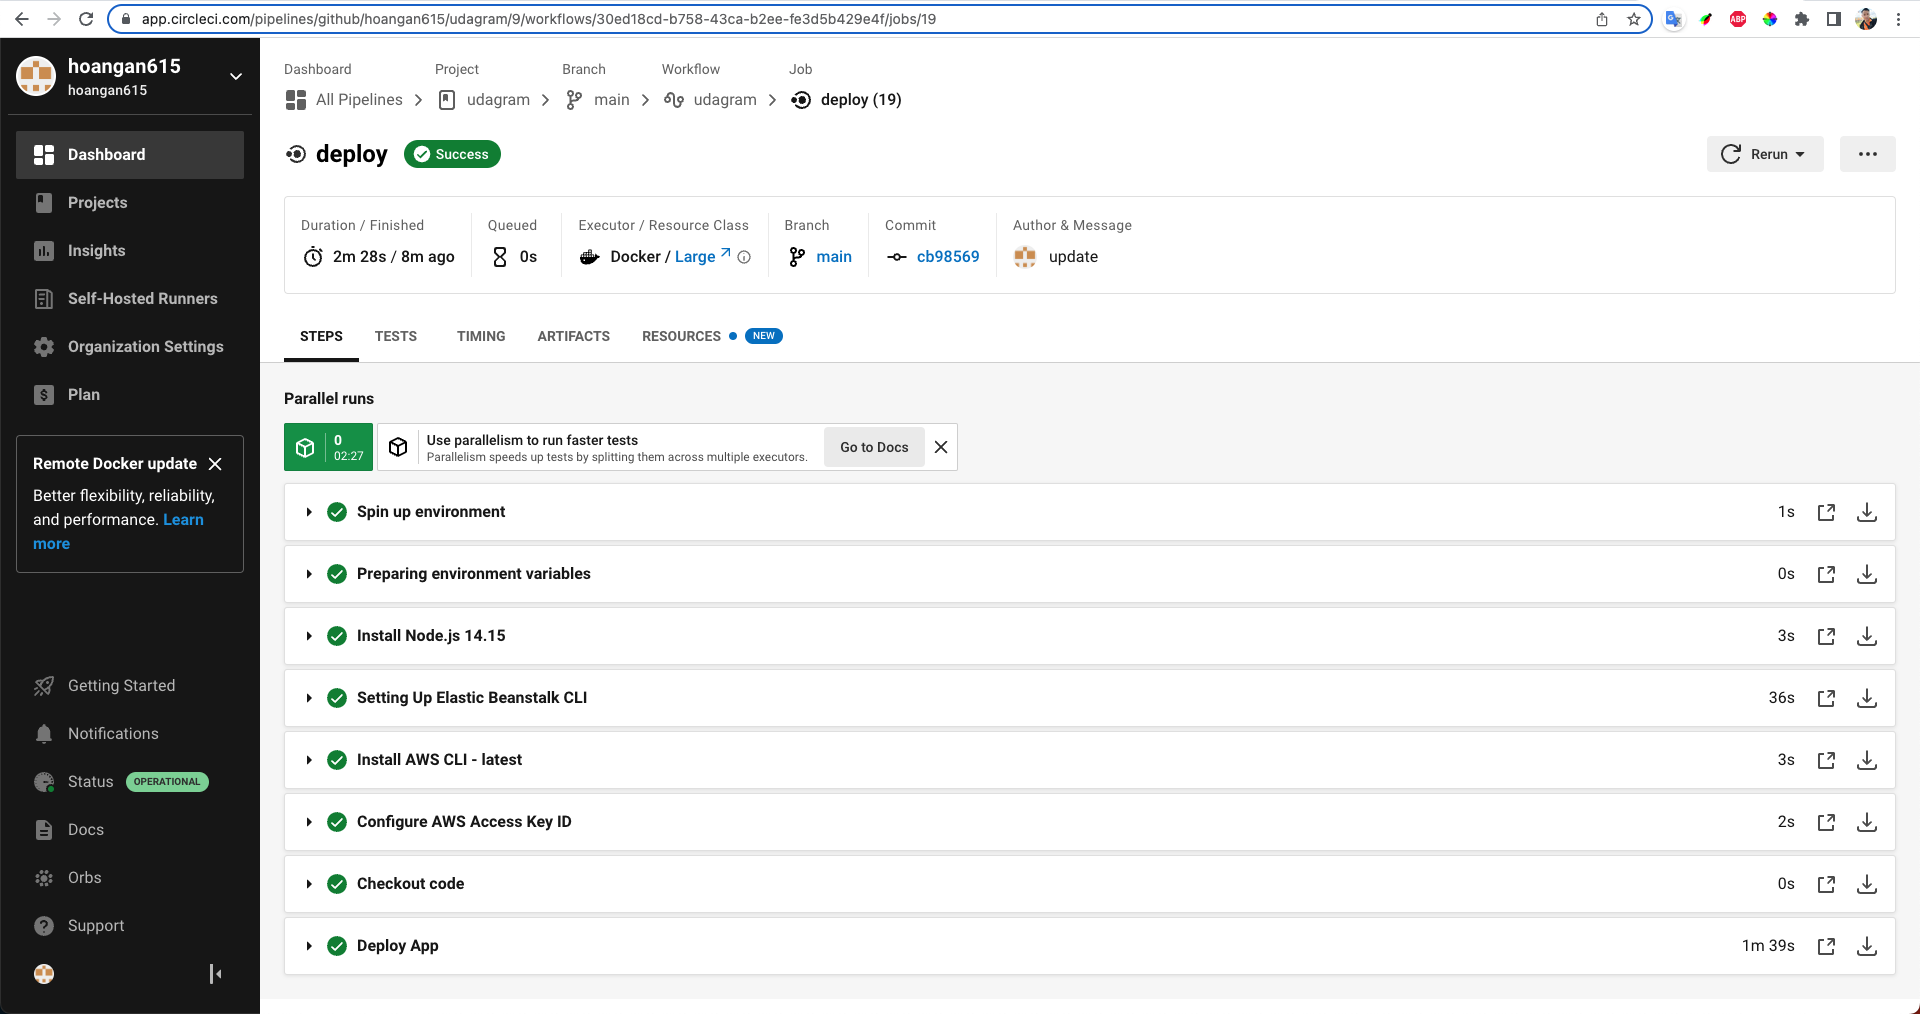 app.circleci.com/pipelines/github/hoangan615/udagram/9/workflows/30ed18cd-b758-43ca-b2ee-fe3d5b429e4f/jobs/19
ABP
hoangan615
hoangan615
Dashboard
Projects
Insights
Self-Hosted Runners
Organization Settings
Plan
Remote Docker update
Better flexibility, reliability,
and performance. Learn
more
Getting Started
Notifications
Status OPERATIONAL
Docs
Orbs
Support
Dashboard Project Branch Workflow Job
All Pipelines udagram main udagram deploy (19)
deploy Success
Rerun
Duration / Finished Queued Executor / Resource Class Branch Commit Author & Message
2m 28s / 8m ago 0s Docker / Large main cb98569 update
STEPS TESTS TIMING ARTIFACTS RESOURCES NEW
Parallel runs
0
02:27
Use parallelism to run faster tests
Parallelism speeds up tests by splitting them across multiple executors.
Go to Docs
Spin up environment 1s
Preparing environment variables 0s
Install Node.js 14.15 3s
Setting Up Elastic Beanstalk CLI 36s
Install AWS CLI - latest 3s
Configure AWS Access Key ID 2s
Checkout code 0s
Deploy App 1m 39s